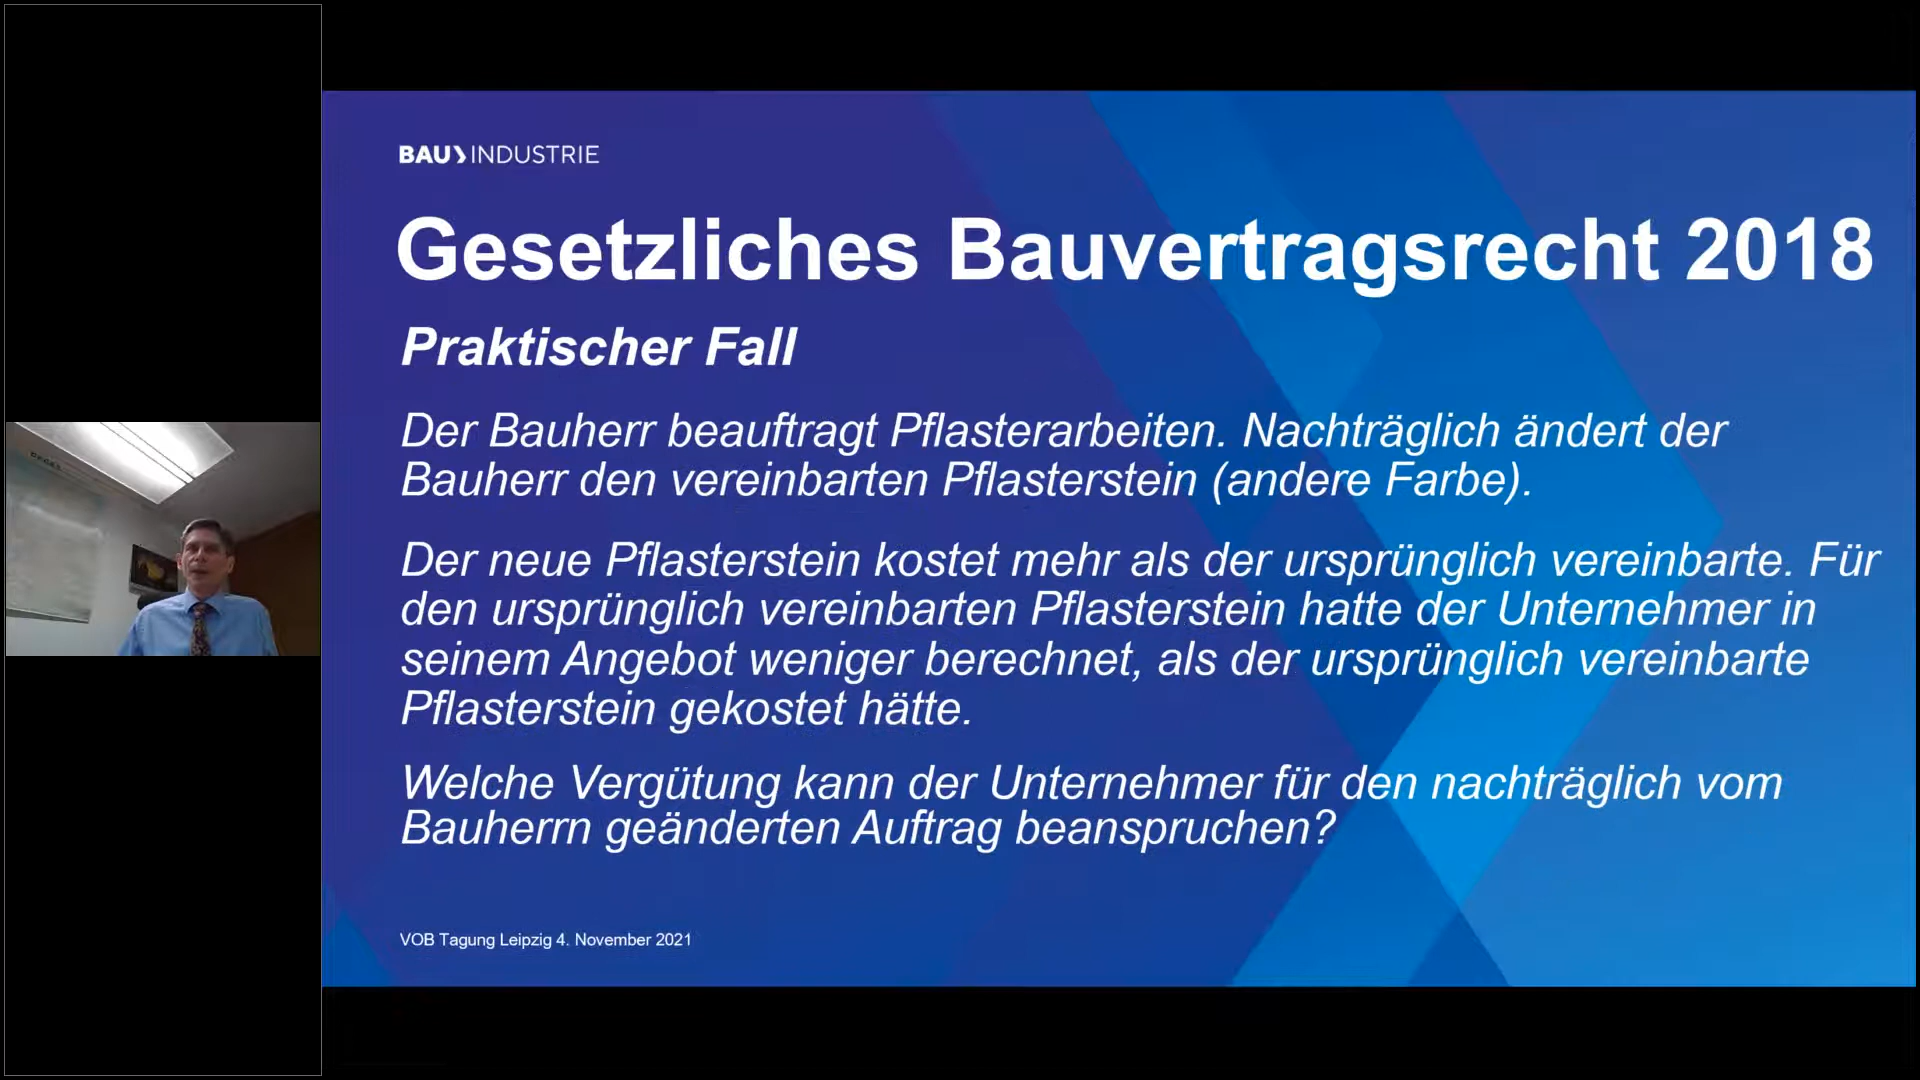 BAU INDUSTRIE
Gesetzliches Bauvertragsrecht 2018
Praktischer Fall
Der Bauherr beauftragt Pflasterarbeiten. Nachträglich ändert der
Bauherr den vereinbarten Pflasterstein (andere Farbe).
Der neue Pflasterstein kostet mehr als der ursprünglich vereinbarte. Für
den ursprünglich vereinbarten Pflasterstein hatte der Unternehmer in
seinem Angebot weniger berechnet, als der ursprünglich vereinbarte
Pflasterstein gekostet hätte.
Welche Vergütung kann der Unternehmer für den nachträglich vom
Bauherrn geänderten Auftrag beanspruchen?
VOB Tagung Leipzig 4. November 2021